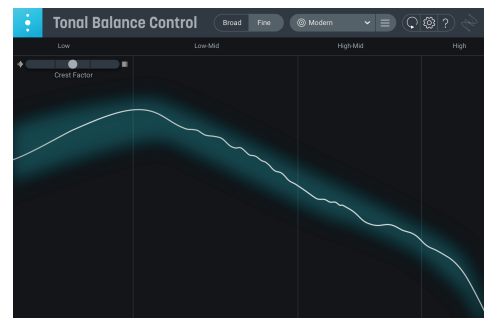 Tonal Balance Control Broad Fine Modern ?
Low Low-Mid High-Mid High
Crest Factor